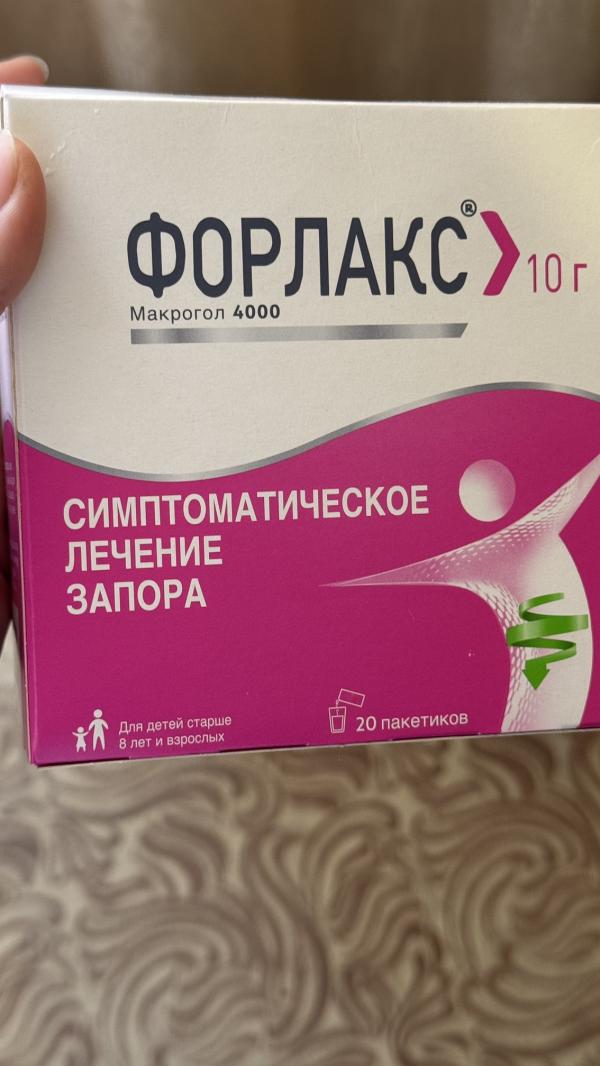 ФОРЛАКС® 10 г
Макрогол 4000
СИМПТОМАТИЧЕСКОЕ
ЛЕЧЕНИЕ
ЗАПОРА
Для детей старше
8 лет и взрослых
20 пакетиков